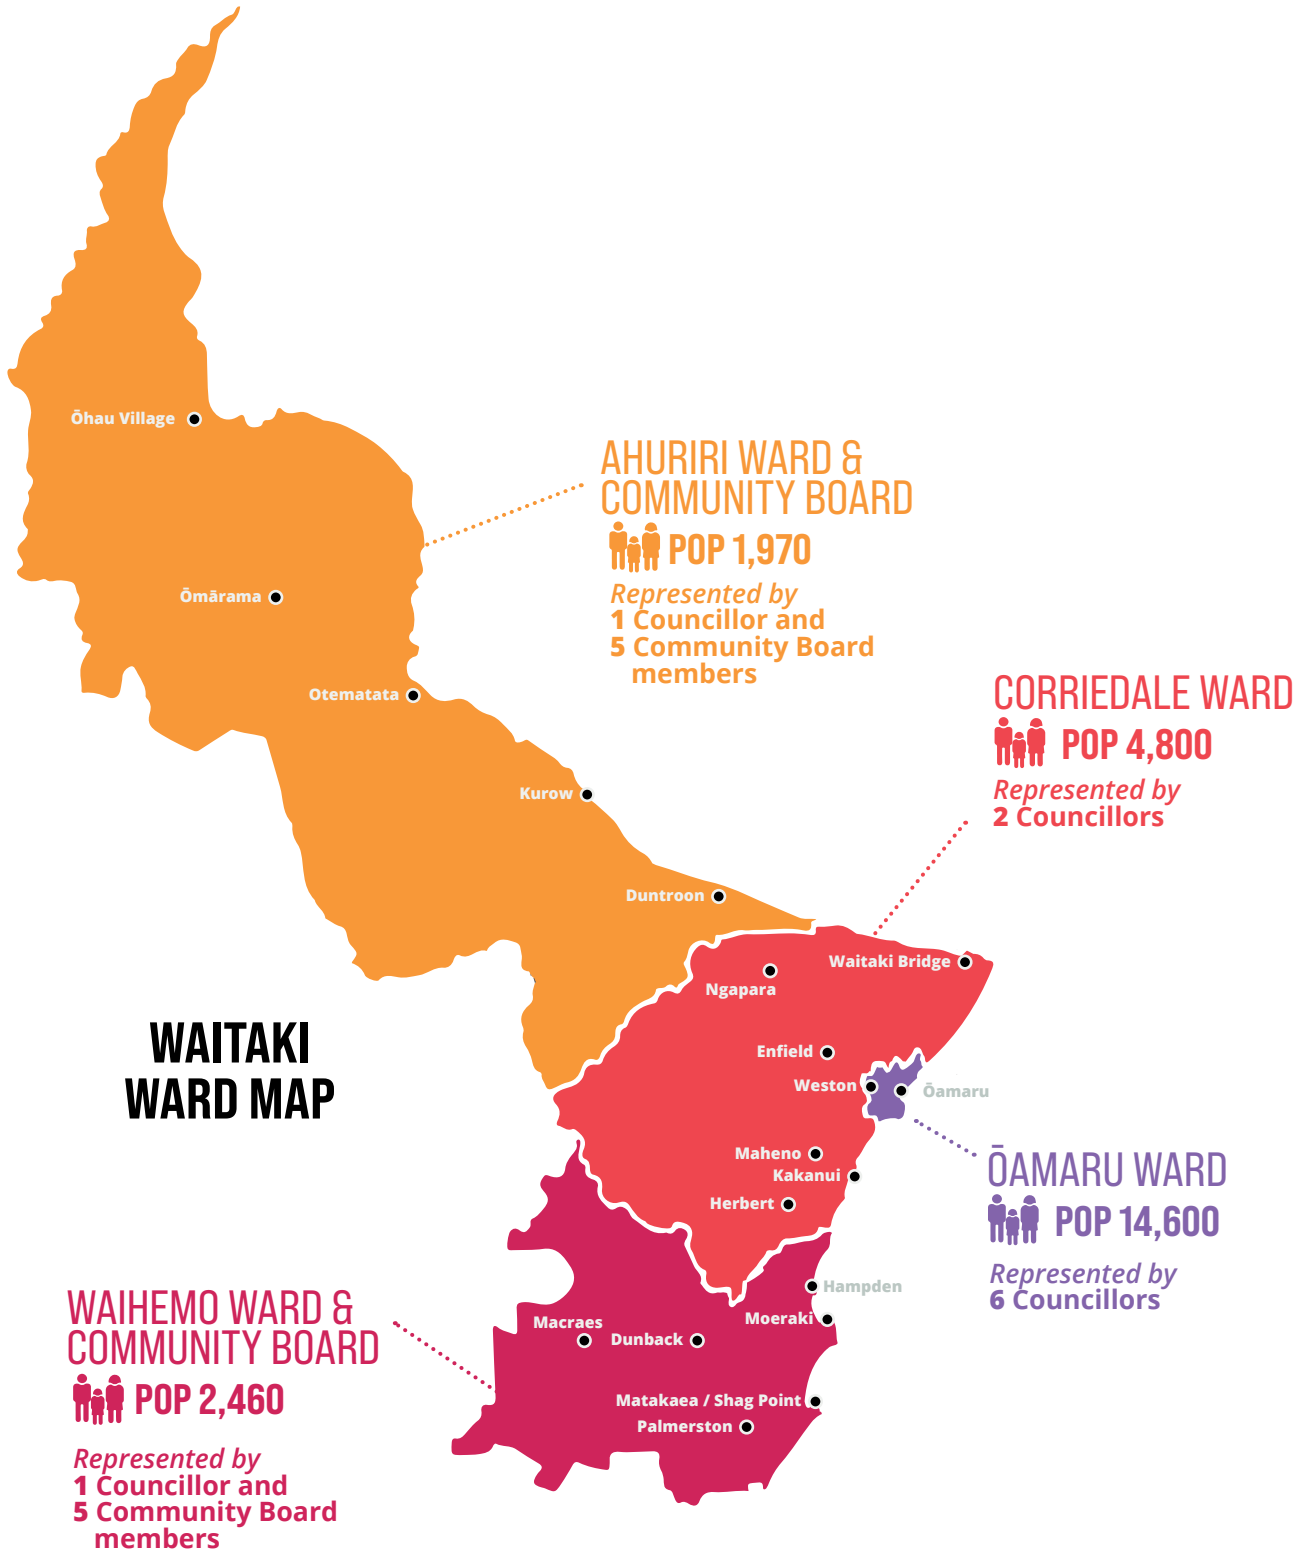 Ōhau Village
AHURIRI WARD &
COMMUNITY BOARD
POP 1,970
Represented by
1 Councillor and
5 Community Board
members
Ōmārama
Otematata
CORRIEDALE WARD
POP 4,800
Represented by
2 Councillors
Kurow
Duntroon
Waitaki Bridge
Ngapara
WAITAKI
WARD MAP
Enfield
Weston
Ōamaru
Maheno
Kakanui
Herbert
ŌAMARU WARD
POP 14,600
Represented by
6 Councillors
Hampden
Moeraki
Macraes
Dunback
WAIHEMO WARD &
COMMUNITY BOARD
POP 2,460
Represented by
1 Councillor and
5 Community Board
members
Matakaea / Shag Point
Palmerston